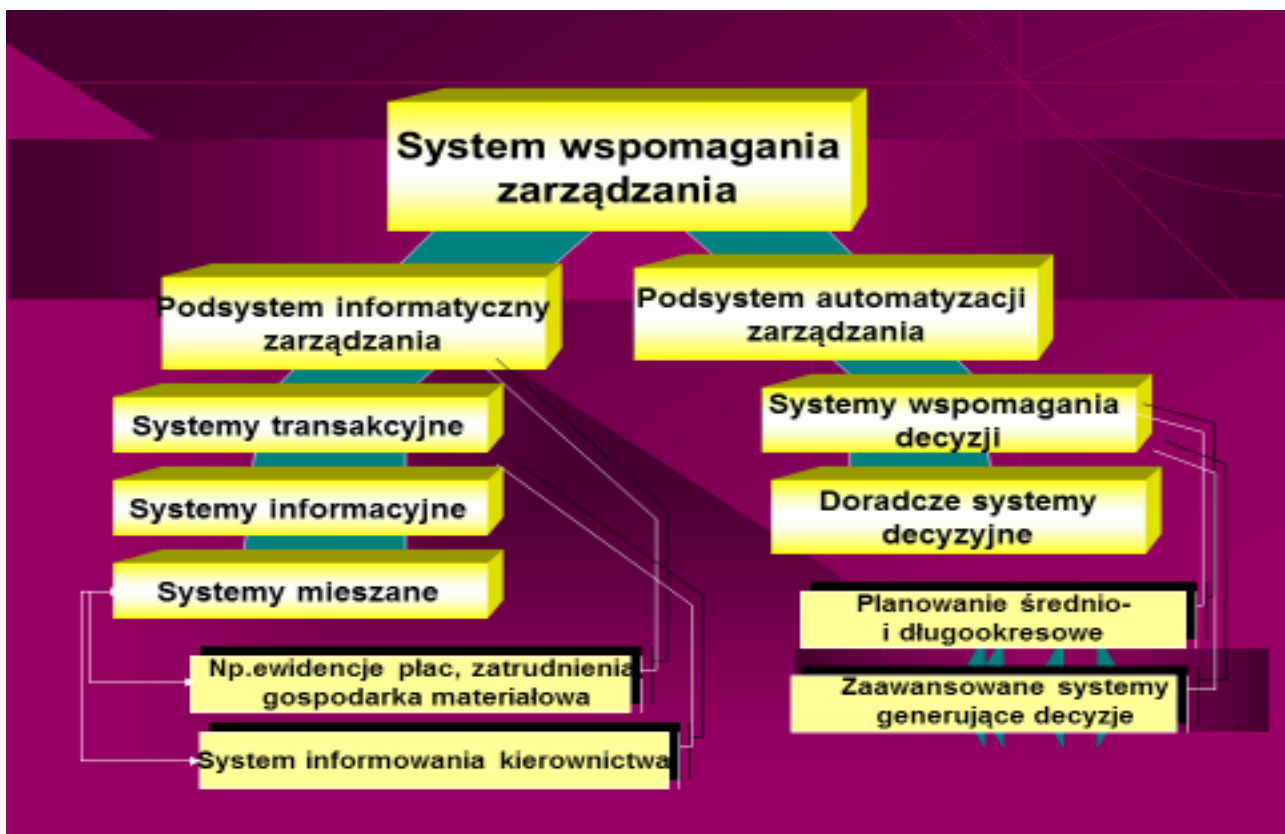 System wspomagania
zarządzania
Podsystem informatyczny
zarządzania
Podsystem automatyzacji
zarządzania
Systemy transakcyjne
Systemy informacyjne
Systemy mieszane
Systemy wspomagania
decyzji
Doradcze systemy
decyzyjne
Np.ewidencje płac, zatrudnienia,
gospodarka materiałowa
System informowania kierownictwa
Planowanie średnio-
i długookresowe
Zaawansowane systemy
generujące decyzje